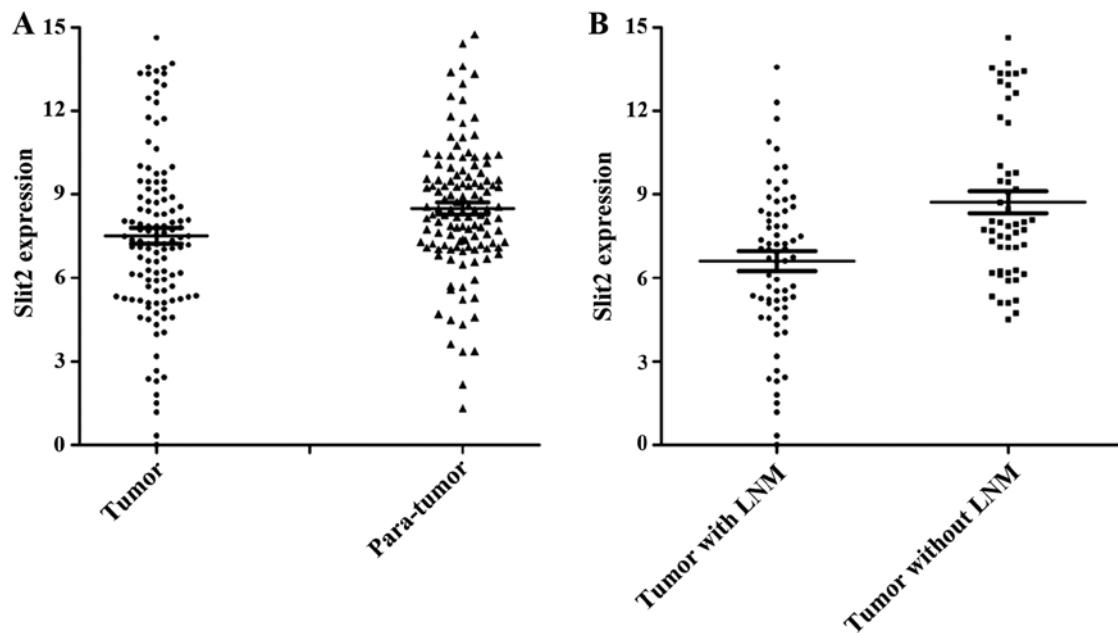 A
Slit2 expression
15
12
9
6
3
0
Tumor
Para-tumor
B
Slit2 expression
15
12
9
6
3
0
Tumor with LNM
Tumor without LNM